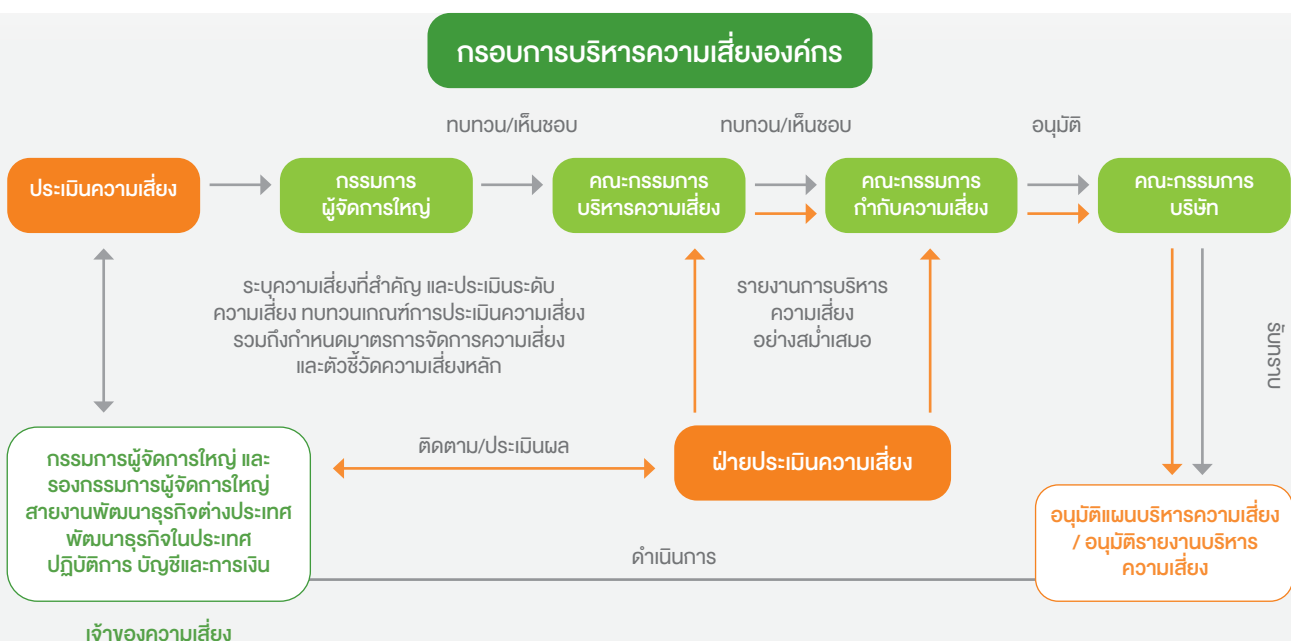 กรอบการบริหารความเสี่ยงองค์กร
ทบทวน/เห็นชอบ
ทบทวน/เห็นชอบ
อนุมัติ
ประเมินความเสี่ยง
กรรมการ
ผู้จัดการใหญ่
คณะกรรมการ
บริหารความเสี่ยง
คณะกรรมการ
กำกับความเสี่ยง
คณะกรรมการ
บริษัท
ระบุความเสี่ยงที่สำคัญ และประเมินระดับ
ความเสี่ยง ทบทวนเกณฑ์การประเมินความเสี่ยง
รวมถึงกำหนดมาตรการจัดการความเสี่ยง
และตัวชี้วัดความเสี่ยงหลัก
รายงานการบริหาร
ความเสี่ยง
อย่างสม่ำเสมอ
รับทราบ
กรรมการผู้จัดการใหญ่ และ
รองกรรมการผู้จัดการใหญ่
สายงานพัฒนาธุรกิจต่างประเทศ
พัฒนาธุรกิจในประเทศ
ปฏิบัติการ บัญชีและการเงิน
ติดตาม/ประเมินผล
ฝ่ายประเมินความเสี่ยง
อนุมัติแผนบริหารความเสี่ยง
/ อนุมัติรายงานบริหาร
ความเสี่ยง
ดำเนินการ
เจ้าของความเสี่ยง